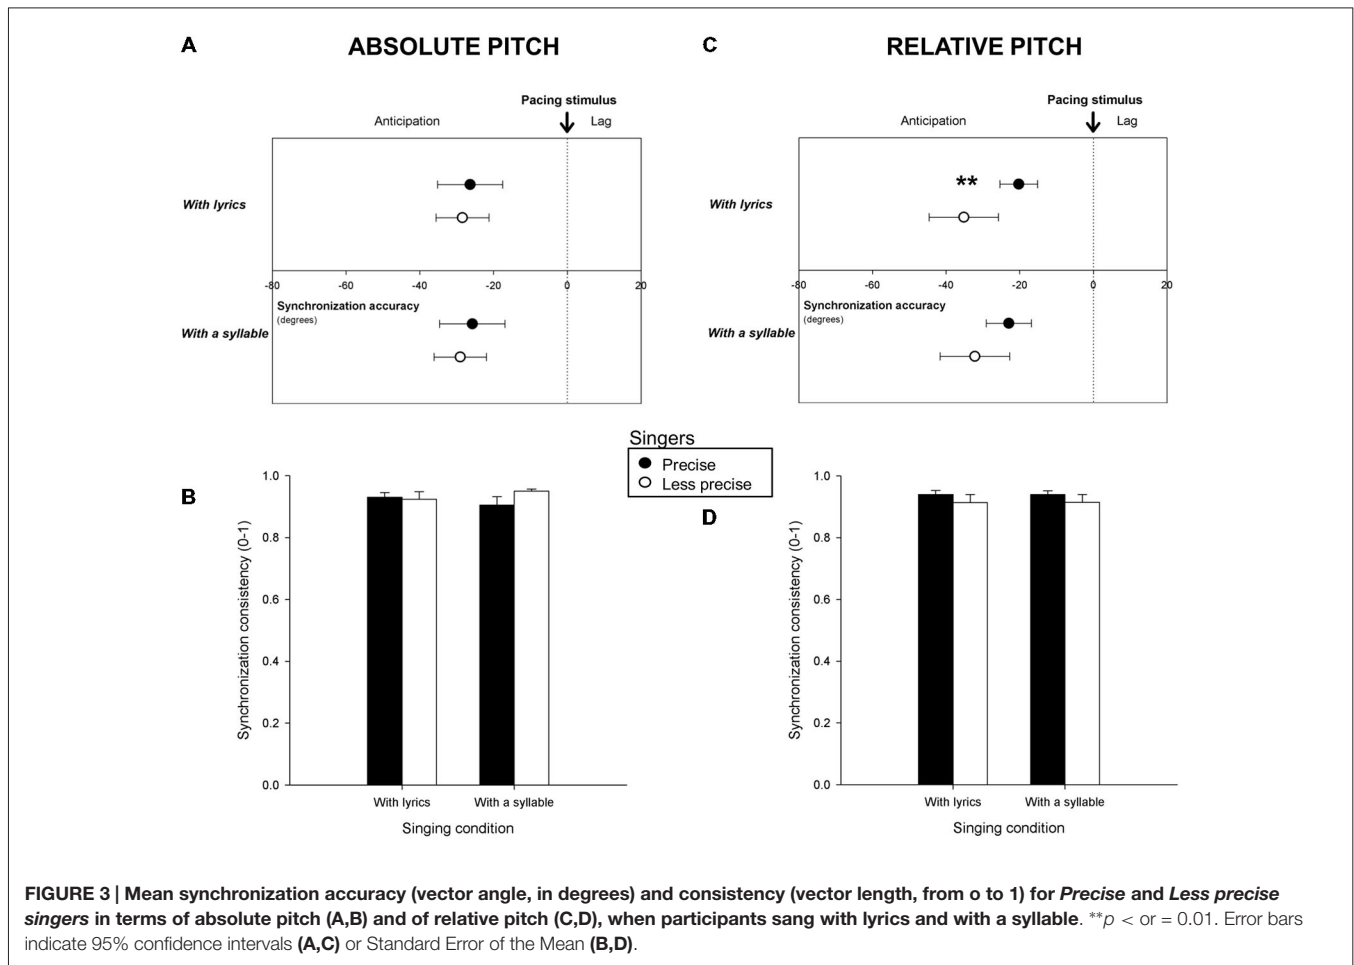 A ABSOLUTE PITCH
Pacing stimulus
Anticipation Lag
With lyrics
-80 -60 -40 -20 0 20
Synchronization accuracy
(degrees)
With a syllable
C RELATIVE PITCH
Pacing stimulus
Anticipation Lag
**
With lyrics
-80 -60 -40 -20 0 20
Synchronization accuracy
(degrees)
With a syllable
Singers
Precise
Less precise
B
Synchronization consistency (0-1)
1.0
0.8
0.6
0.4
0.2
0.0
With lyrics With a syllable
Singing condition
D
Synchronization consistency (0-1)
1.0
0.8
0.6
0.4
0.2
0.0
With lyrics With a syllable
Singing condition
FIGURE 3 | Mean synchronization accuracy (vector angle, in degrees) and consistency (vector length, from o to 1) for Precise and Less precise
singers in terms of absolute pitch (A,B) and of relative pitch (C,D), when participants sang with lyrics and with a syllable. **p < or = 0.01. Error bars
indicate 95% confidence intervals (A,C) or Standard Error of the Mean (B,D).